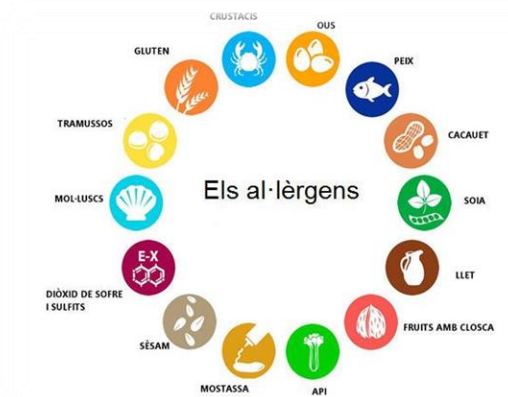 CRUSTACIS
OUS
GLUTEN
PEIX
TRAMUSSOS
CACAUET
Els al·lèrgens
MOL·LUSCS
SOIA
E-X
LLET
DIÒXID DE SOFRE
I SULFITS
FRUITS AMB CLOSCA
SÈSAM
MOSTASSA
API